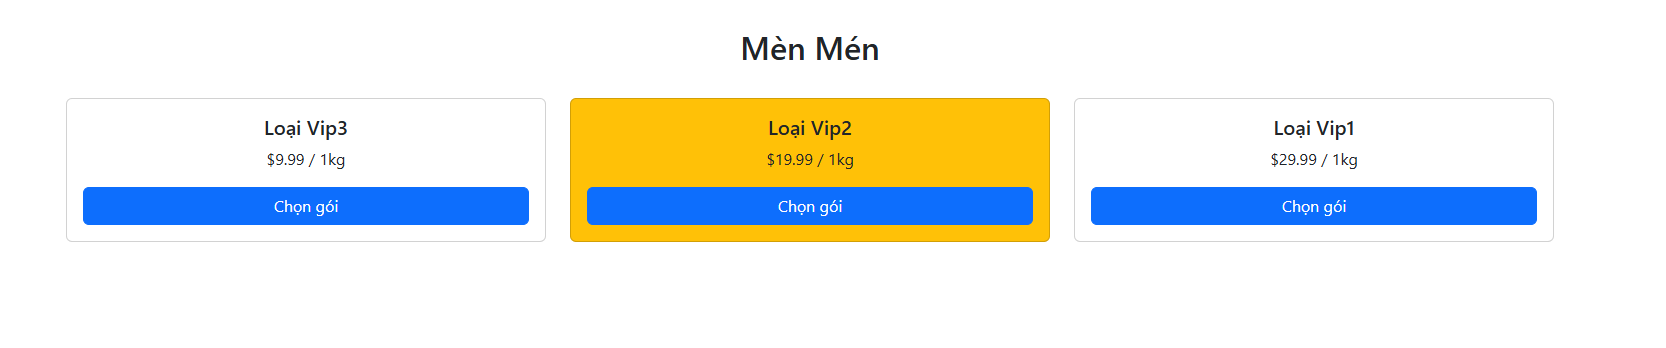 Mèn Mén
Loại Vip3
$9.99 / 1kg
Chọn gói
Loại Vip2
$19.99 / 1kg
Chọn gói
Loại Vip1
$29.99 / 1kg
Chọn gói